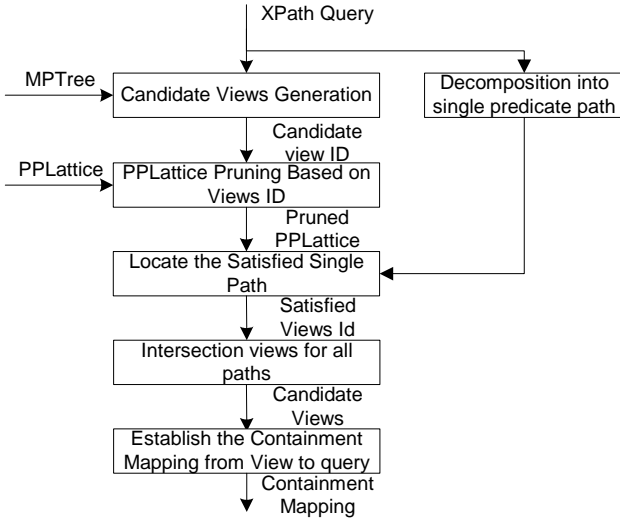 XPath Query
MPTree
Candidate Views Generation
Decomposition into
single predicate path
Candidate
view ID
PPLattice
PPLattice Pruning Based on
Views ID
Pruned
PPLattice
Locate the Satisfied Single
Path
Satisfied
Views Id
Intersection views for all
paths
Candidate
Views
Establish the Containment
Mapping from View to query
Containment
Mapping